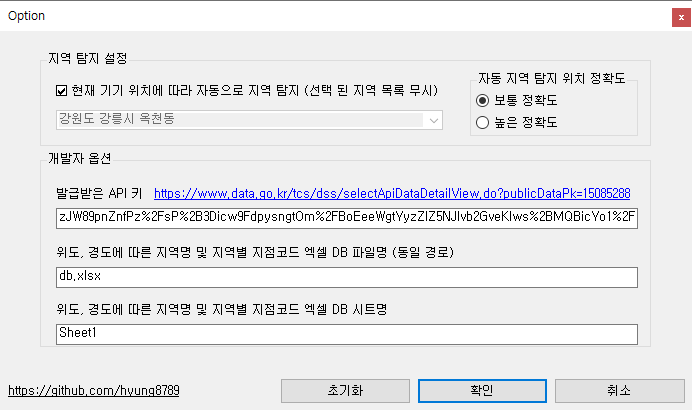 Option
지역 탐지 설정
현재 기기 위치에 따라 자동으로 지역 탐지 (선택 된 지역 목록 무시)
강원도 강릉시 옥천동
자동 지역 탐지 위치 정확도
보통 정확도
높은 정확도
개발자 옵션
발급받은 API 키 https://www.data.go.kr/tcs/dss/selectApiDataDetailView.do?publicDataPk=15085288
zJW89pnZnfPz%2FsP%2B3Dicw9FdpysngtOm%2FBoEeeWgtYyzZlZ5NJlvb2GveKlws%2BMQBicYo1%2F
위도, 경도에 따른 지역명 및 지역별 지점코드 엑셀 DB 파일명 (동일 경로)
db.xlsx
위도, 경도에 따른 지역명 및 지역별 지점코드 엑셀 DB 시트명
Sheet1
https://github.com/hyung8789
초기화
확인
취소